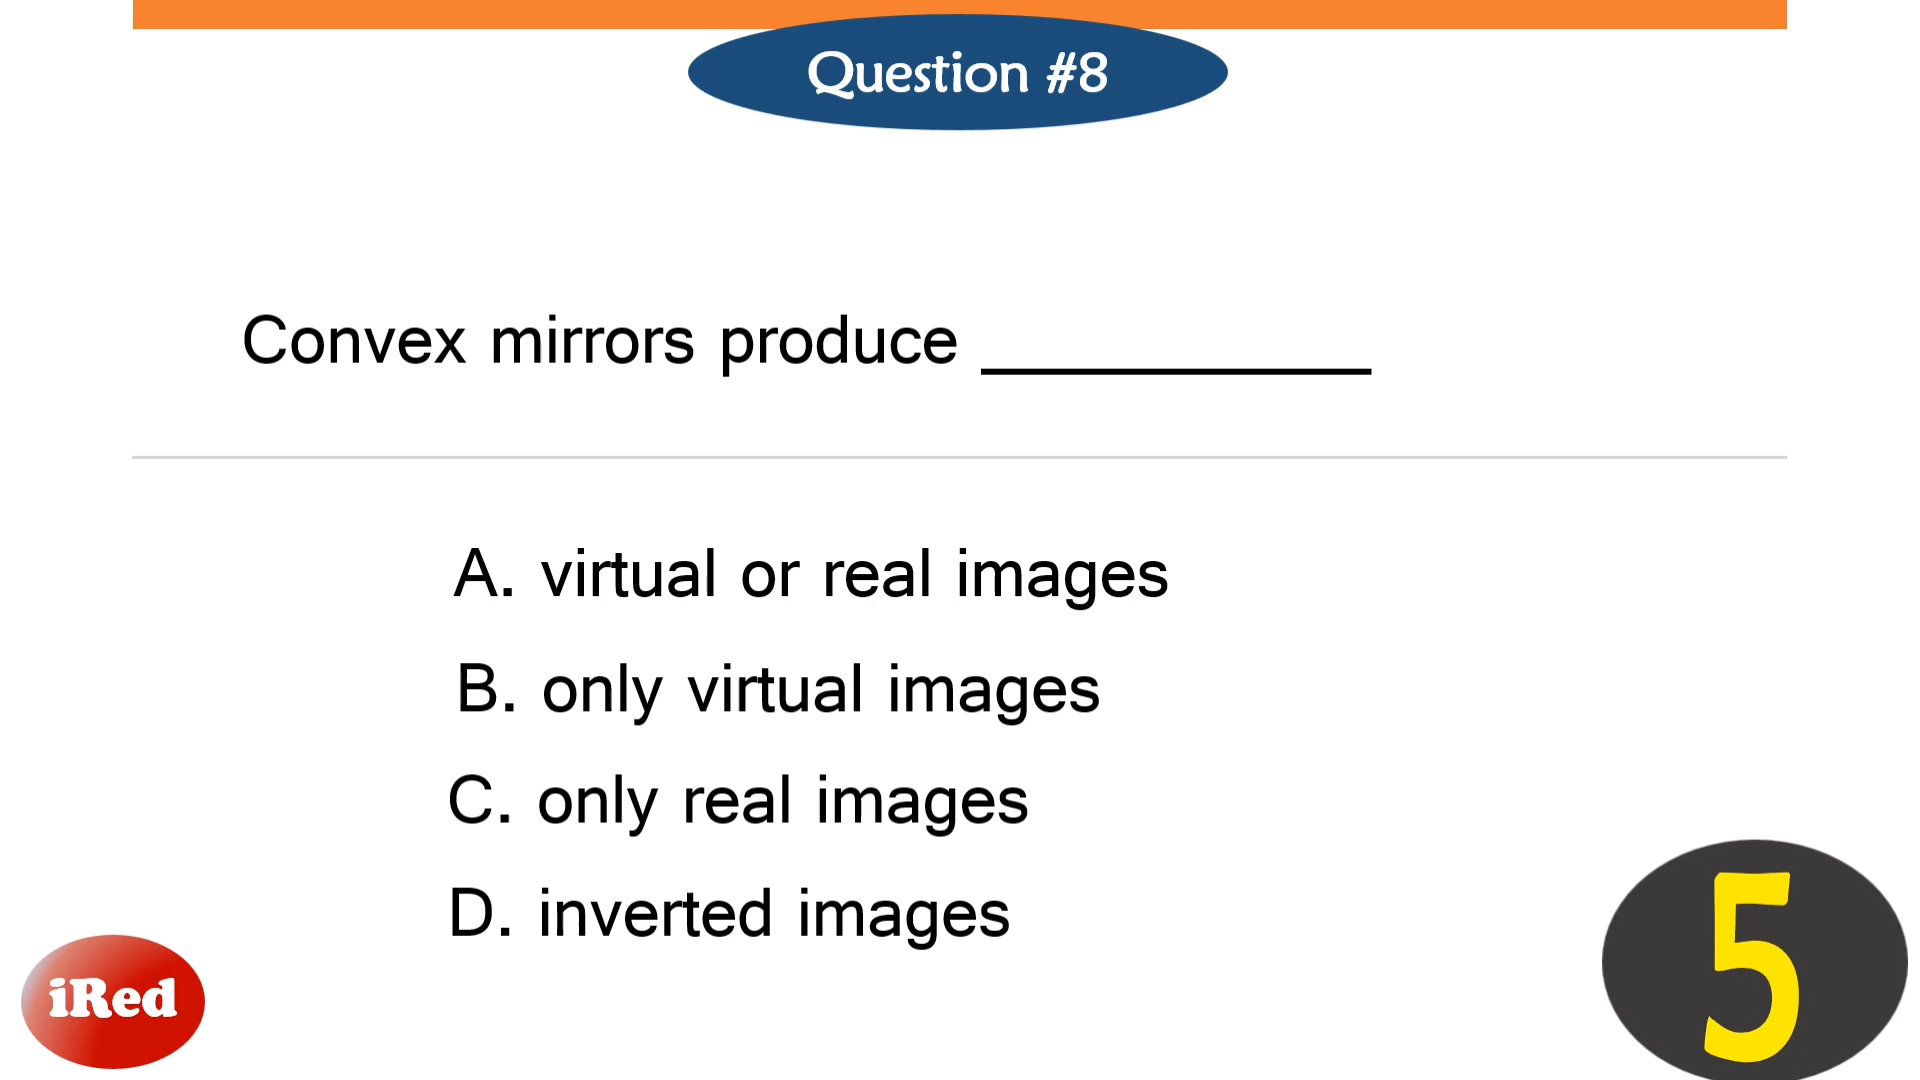 Question #8
Convex mirrors produce ___________
A. virtual or real images
B. only virtual images
C. only real images
D. inverted images
iRed
5